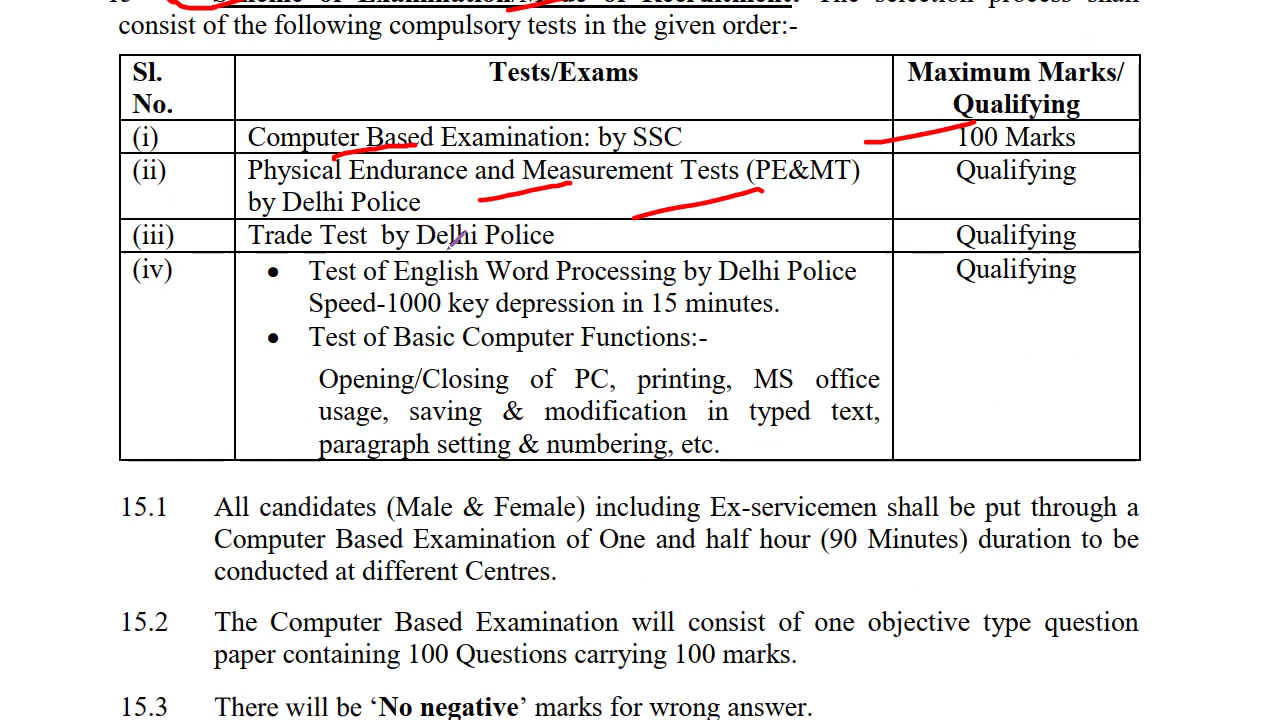 consist of the following compulsory tests in the given order:-
Sl. No. Tests/Exams Maximum Marks/ Qualifying
(i) Computer Based Examination: by SSC 100 Marks
(ii) Physical Endurance and Measurement Tests (PE&MT) Qualifying
by Delhi Police
(iii) Trade Test by Delhi Police Qualifying
(iv) • Test of English Word Processing by Delhi Police Qualifying
Speed-1000 key depression in 15 minutes.
• Test of Basic Computer Functions:-
Opening/Closing of PC, printing, MS office
usage, saving & modification in typed text,
paragraph setting & numbering, etc.
15.1 All candidates (Male & Female) including Ex-servicemen shall be put through a
Computer Based Examination of One and half hour (90 Minutes) duration to be
conducted at different Centres.
15.2 The Computer Based Examination will consist of one objective type question
paper containing 100 Questions carrying 100 marks.
15.3 There will be ‘No negative’ marks for wrong answer.